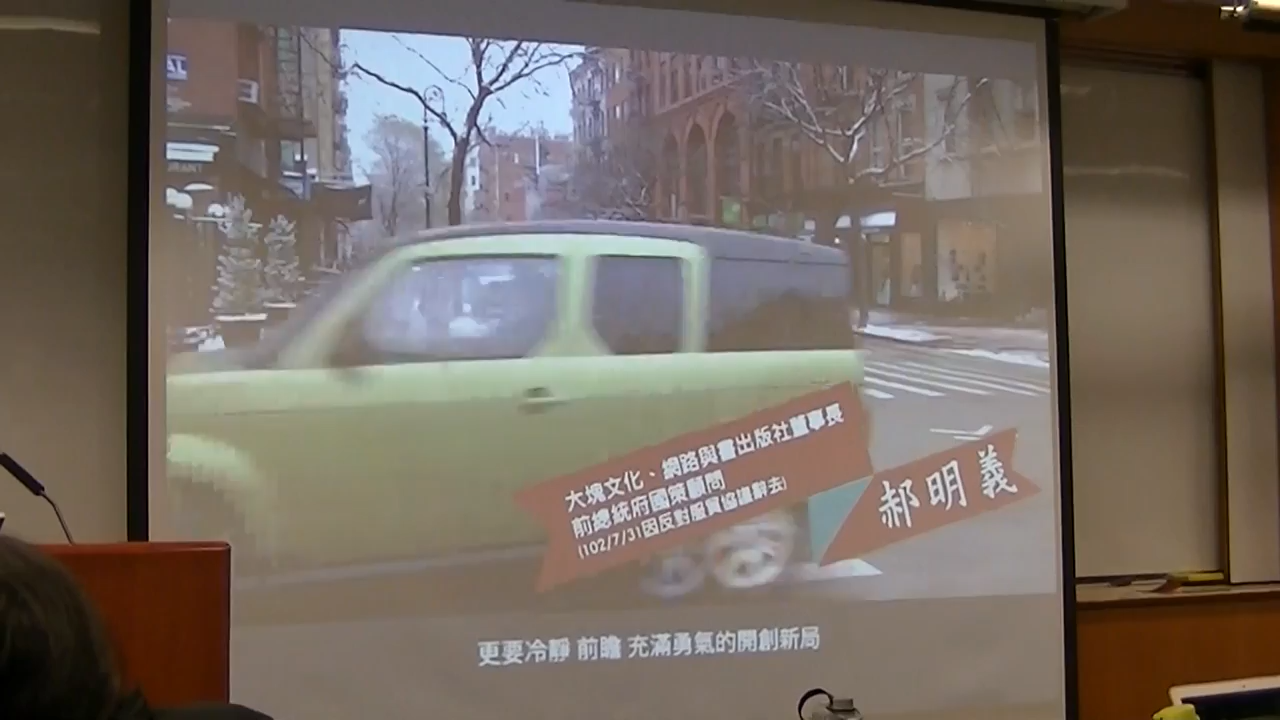 大塊文化、網路與書出版社董事長
前總統府國策顧問
(102/7/31因反對服貿協議辭去)
郝明義
更要冷靜 前瞻 充滿勇氣的開創新局